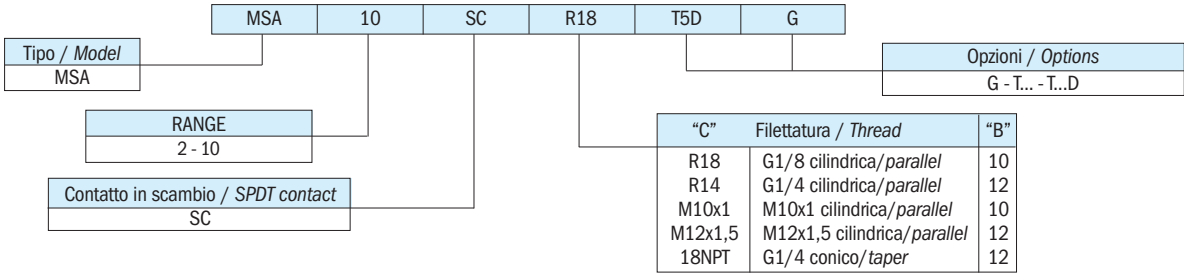 MSA 10 SC R18 T5D G
Tipo / Model
MSA
Opzioni / Options
G - T... - T...D
RANGE
2 - 10
Contatto in scambio / SPDT contact
SC
“C” Filettatura / Thread “B”
R18 G1/8 cilindrica/parallel 10
R14 G1/4 cilindrica/parallel 12
M10x1 M10x1 cilindrica/parallel 10
M12x1,5 M12x1,5 cilindrica/parallel 12
18NPT G1/4 conico/taper 12